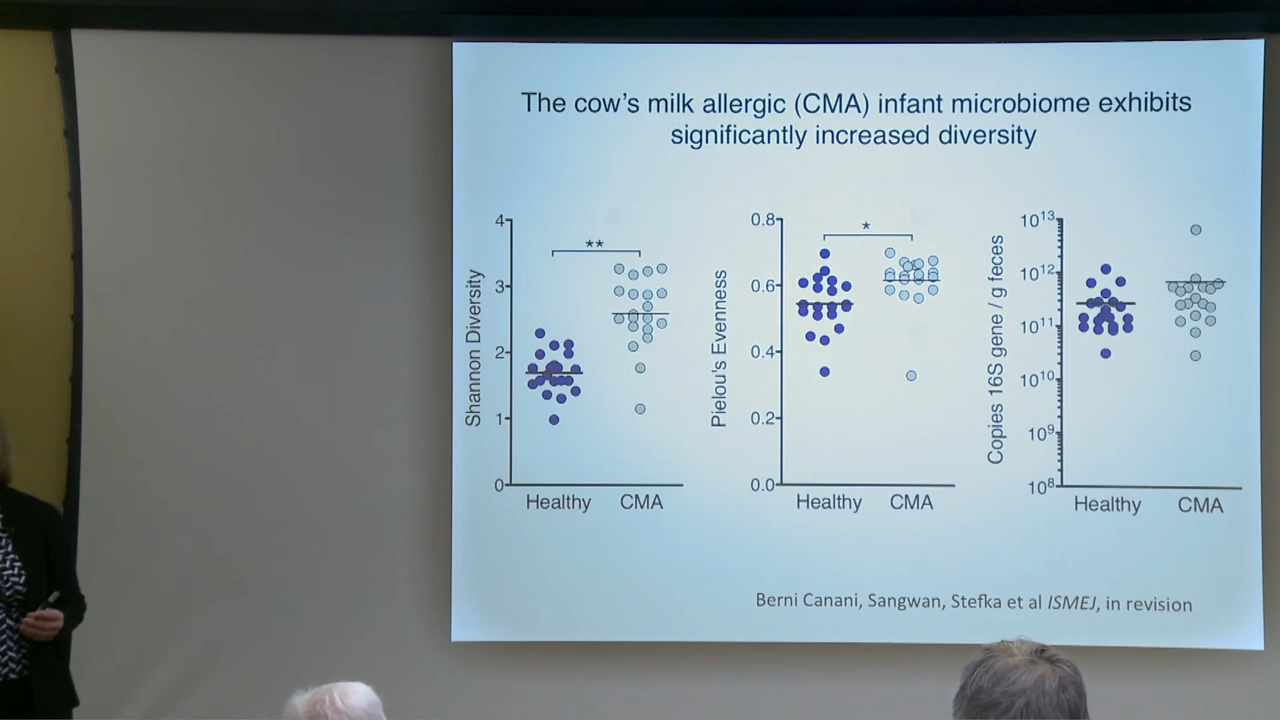 The cow's milk allergic (CMA) infant microbiome exhibits
significantly increased diversity
Shannon Diversity
4
3
2
1
0
**
Healthy
CMA
Pielou's Evenness
0.8
0.6
0.4
0.2
0.0
*
Healthy
CMA
Copies 16S gene / g feces
10¹³
10¹²
10¹¹
10¹⁰
10⁹
10⁸
Healthy
CMA
Berni Canani, Sangwan, Stefka et al ISMEJ, in revision